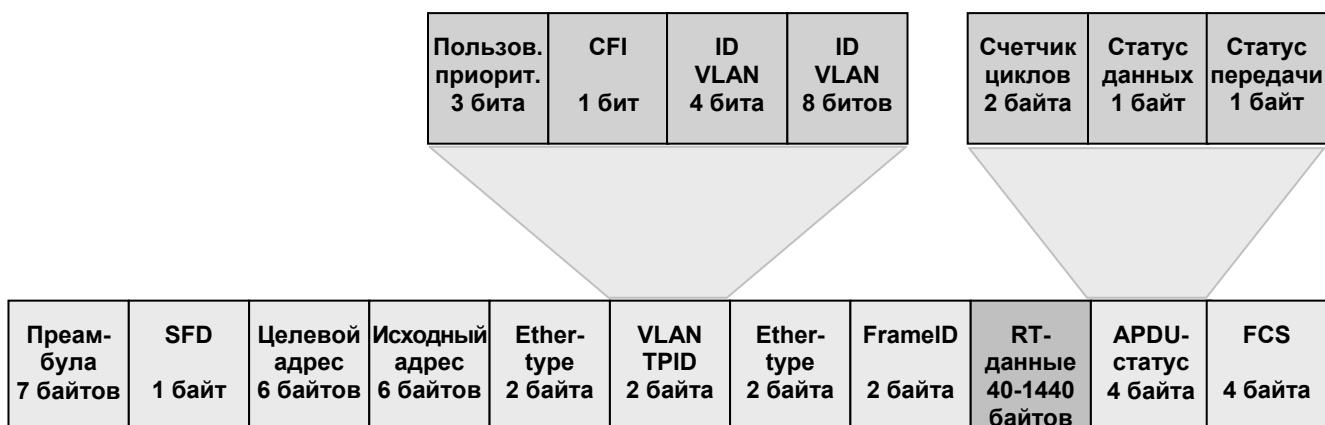 Пользов.
приорит.
3 бита
CFI
1 бит
ID
VLAN
4 бита
ID
VLAN
8 битов
Счетчик
циклов
2 байта
Статус
данных
1 байт
Статус
передачи
1 байт
Преам-
була
7 байтов
SFD
1 байт
Целевой
адрес
6 байтов
Исходный
адрес
6 байтов
Ether-
type
2 байта
VLAN
TPID
2 байта
Ether-
type
2 байта
FrameID
2 байта
RT-
данные
40-1440
байтов
APDU-
статус
4 байта
FCS
4 байта